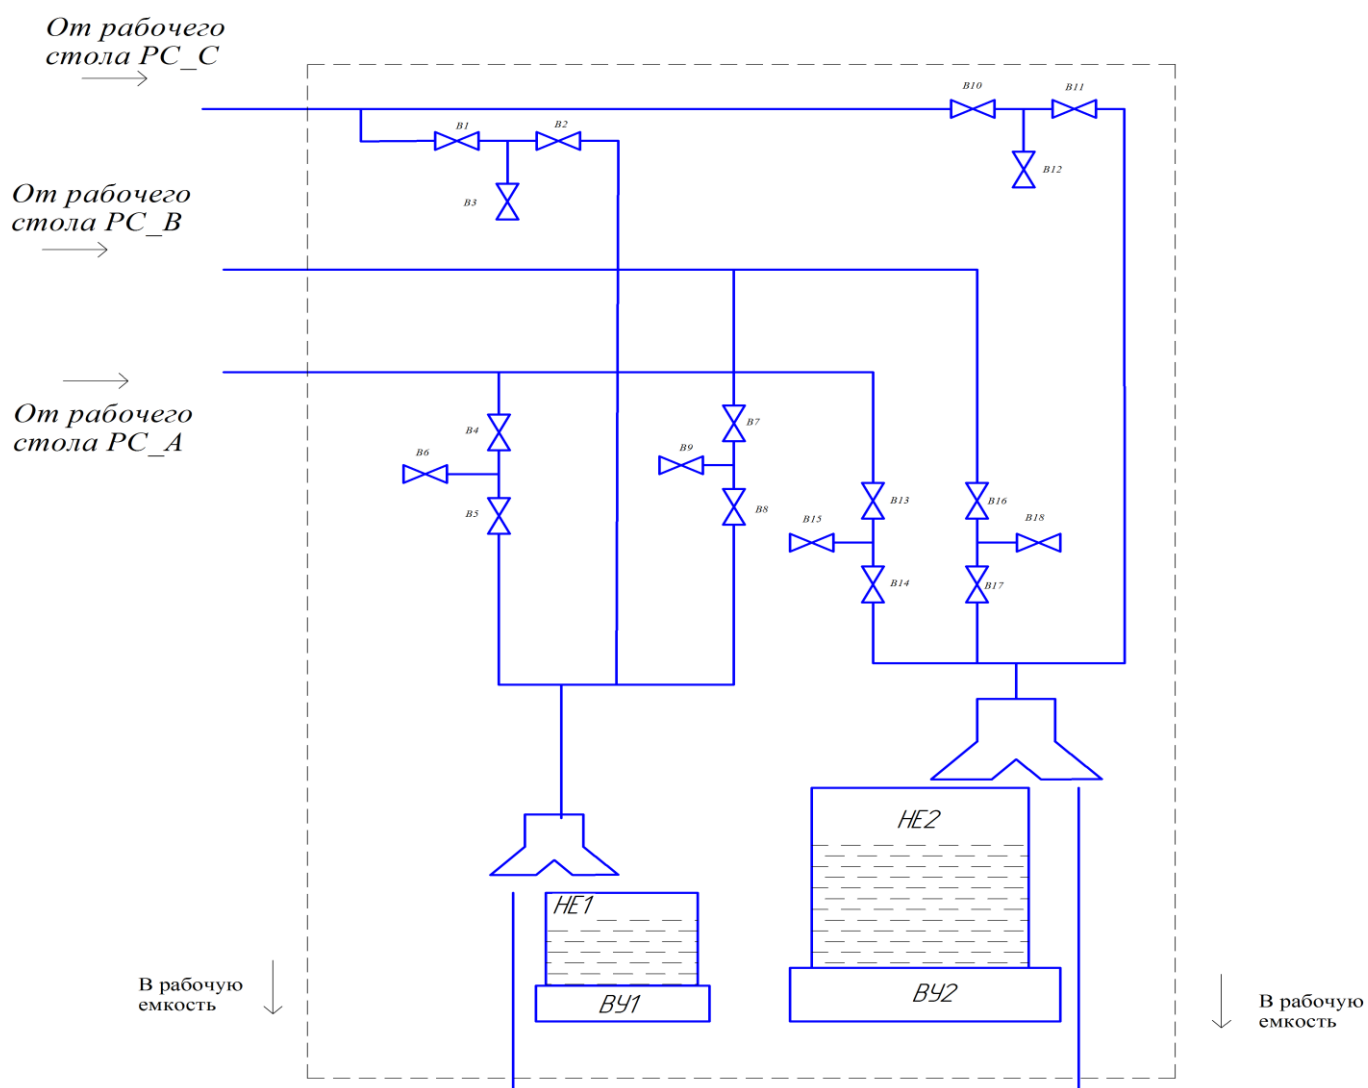 От рабочего
стола РС_С
В10
В11
В1
В2
В12
В3
От рабочего
стола РС_В
От рабочего
стола РС_А
В4
В7
В6
В9
В5
В8
В13
В16
В15
В18
В14
В17
НЕ2
НЕ1
В рабочую
емкость
ВУ1
ВУ2
В рабочую
емкость